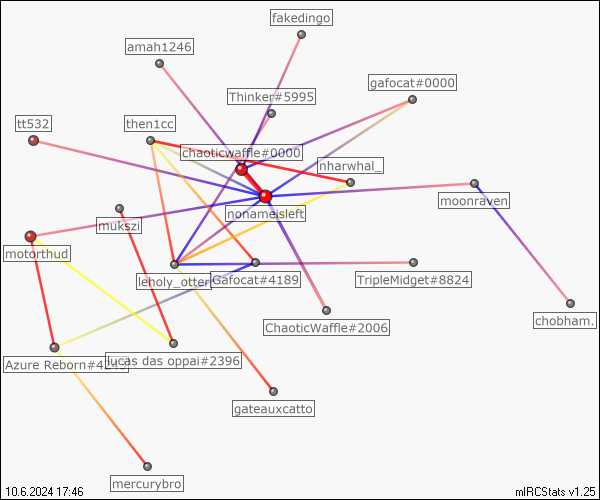 fakedingo
amah1246
gafocat#0000
Thinker#5995
tt532
then1cc
chaoticwaffle#0000
nharwhal_
moonraven
mukszi
nonameisleft
motorthud
leholy_otter
Gafocat#4189
TripleMidget#8824
ChaoticWaffle#2006
chobham.
Azure Reborn#4243
lucas das oppai#2396
gateauxcatto
mercurybro
10.6.2024 17:46
mIRCStats v1.25